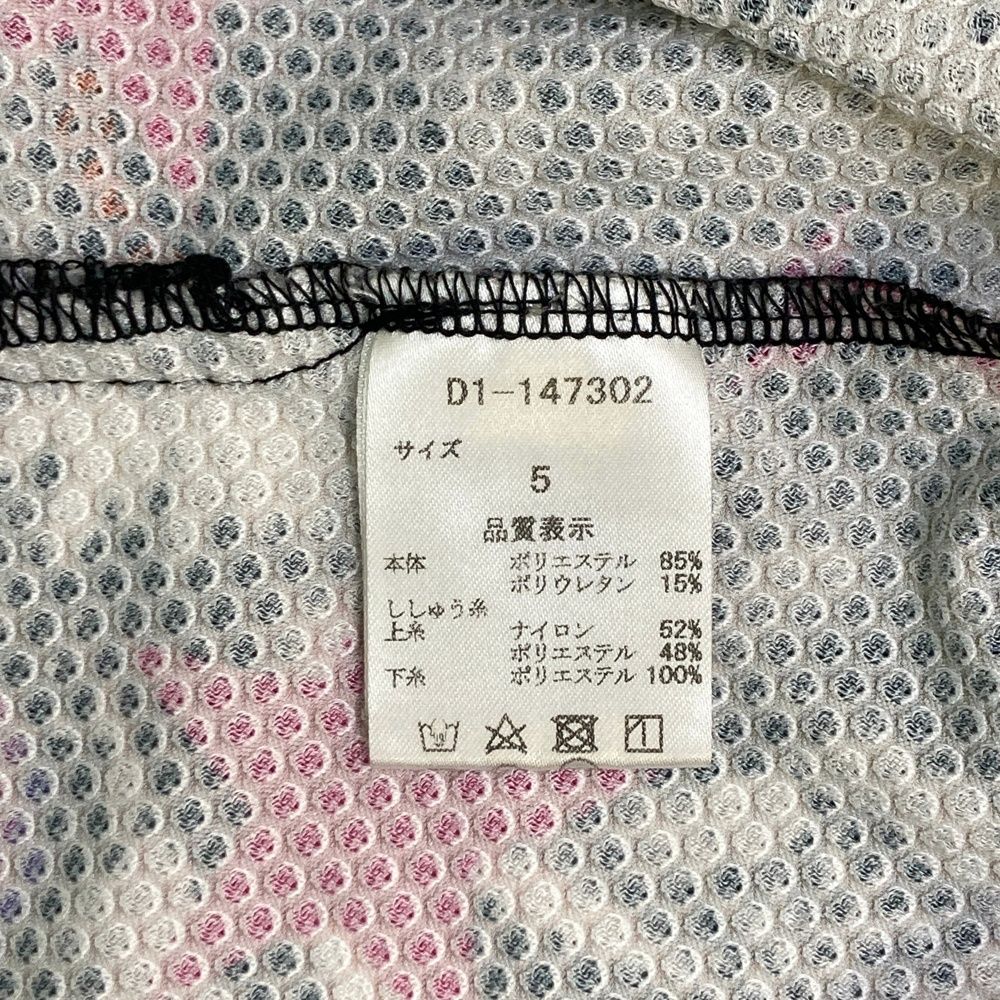 D1-147302
サイズ
5
品質表示
本体 ポリエステル 85%
ポリウレタン 15%
ししゅう糸
上糸 ナイロン 52%
ポリエステル 48%
下糸 ポリエステル 100%